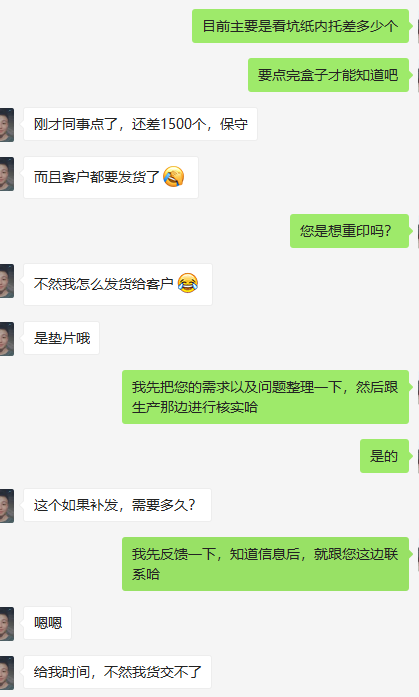 目前主要是看坑纸内托差多少个
要点完盒子才能知道吧
刚才同事点了，还差1500个，保守
而且客户都要发货了
您是想重印吗？
不然我怎么发货给客户
是垫片哦
我先把您的需求以及问题整理一下，然后跟
生产那边进行核实哈
是的
这个如果补发，需要多久？
我先反馈一下，知道信息后，就跟您这边联
系哈
嗯嗯
给我时间，不然我货交不了